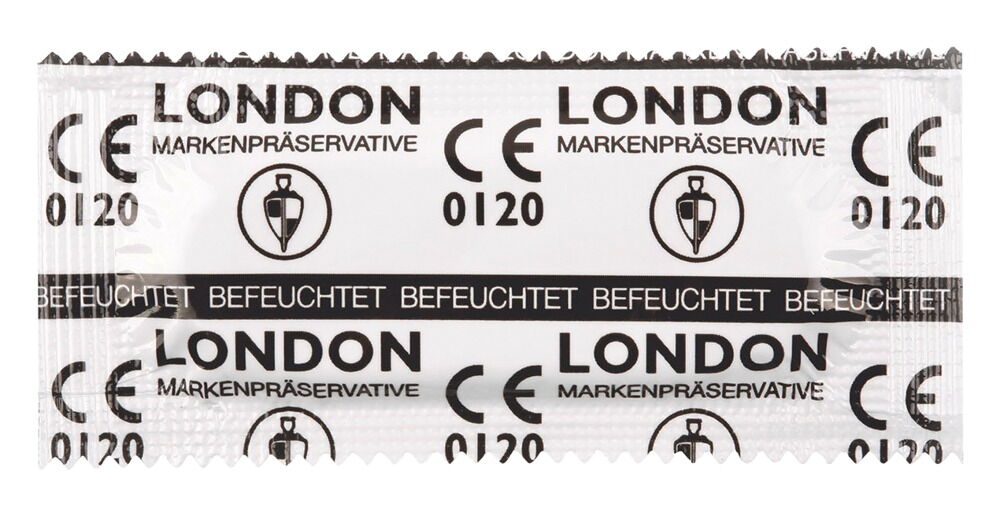 LONDON LONDON
MARKENPRÄSERVATIVE MARKENPRÄSERVATIVE
CE CE CE
0120 0120 0120
BEFEUCHTET BEFEUCHTET BEFEUCHTET BEFEUCHTET BEFEUCHTET
LONDON LONDON
MARKENPRÄSERVATIVE MARKENPRÄSERVATIVE
CE CE CE
0120 0120 0120